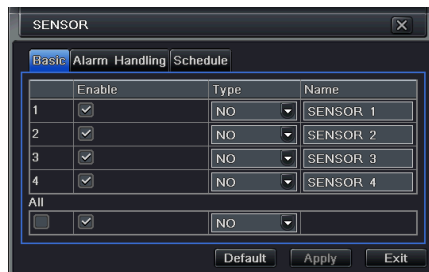 SENSOR
Basic Alarm Handling Schedule
Enable Type Name
1 NO SENSOR 1
2 NO SENSOR 2
3 NO SENSOR 3
4 NO SENSOR 4
All
NO
Default Apply Exit